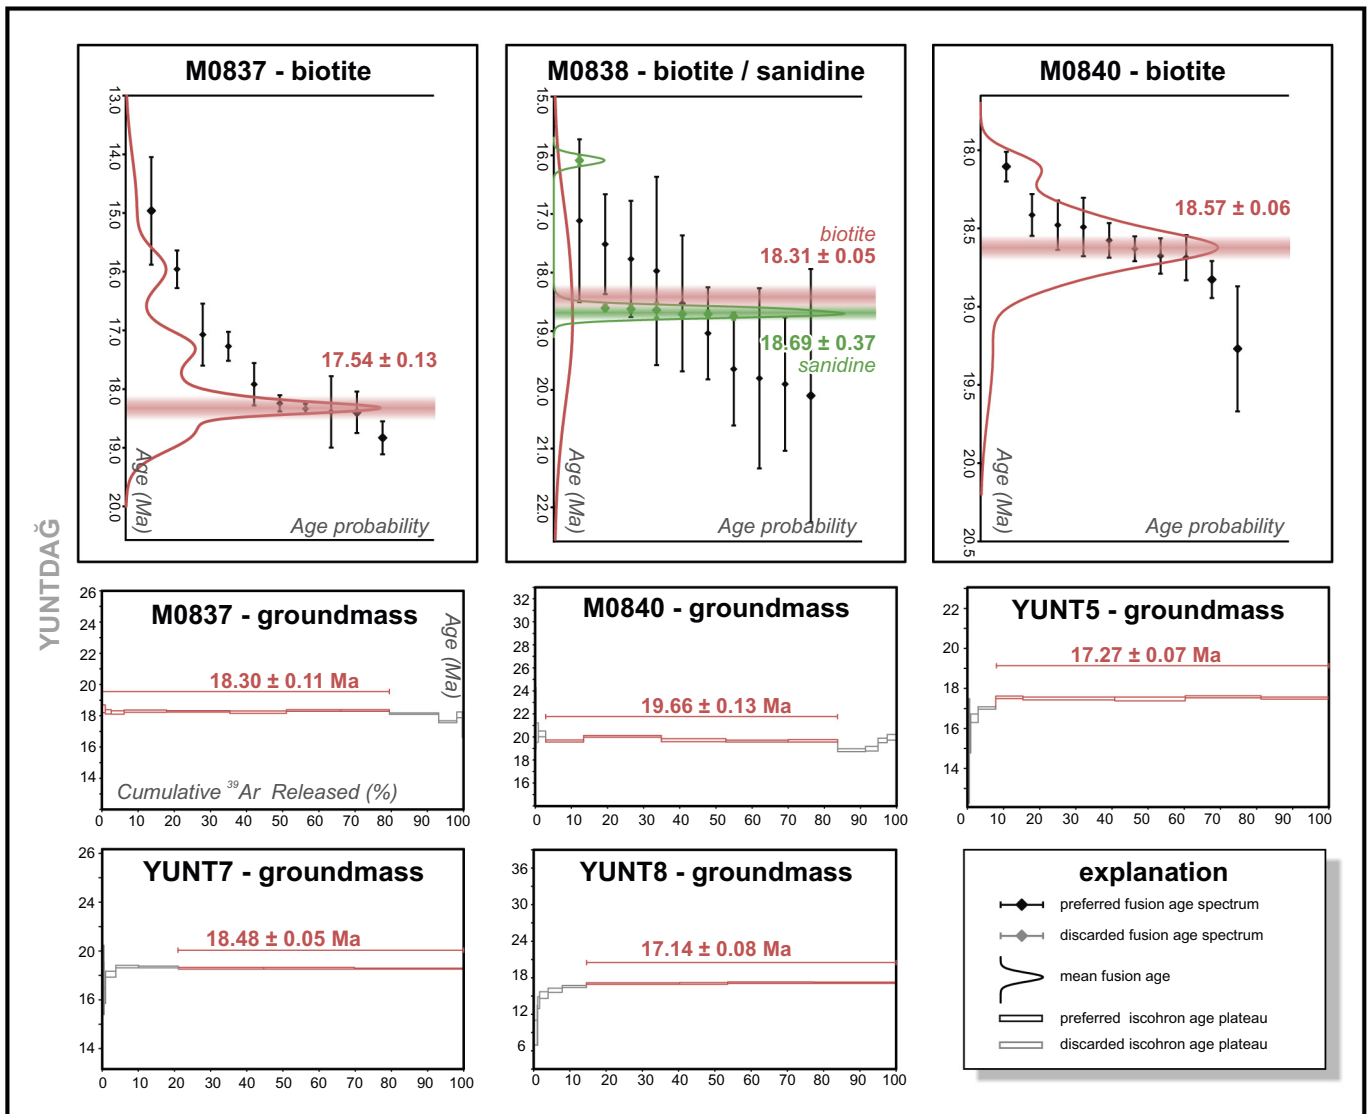 YUNTDAĞ
M0837 - biotite
13.0
14.0
15.0
16.0
17.0
18.0
19.0
20.0
17.54 ± 0.13
Age (Ma)
Age probability
M0838 - biotite / sanidine
15.0
16.0
17.0
18.0
19.0
20.0
21.0
22.0
biotite
18.31 ± 0.05
18.69 ± 0.37
sanidine
Age (Ma)
Age probability
M0840 - biotite
18.0
18.5
19.0
19.5
20.0
20.5
18.57 ± 0.06
Age (Ma)
Age probability
M0837 - groundmass
26
24
22
20
18
16
14
18.30 ± 0.11 Ma
Age (Ma)
Cumulative ³⁹Ar Released (%)
0 10 20 30 40 50 60 70 80 90 100
M0840 - groundmass
32
30
28
26
24
22
20
18
16
19.66 ± 0.13 Ma
0 10 20 30 40 50 60 70 80 90 100
YUNT5 - groundmass
22
20
18
16
14
17.27 ± 0.07 Ma
0 10 20 30 40 50 60 70 80 90 100
YUNT7 - groundmass
26
24
20
16
14
18.48 ± 0.05 Ma
0 10 20 30 40 50 60 70 80 90 100
YUNT8 - groundmass
36
30
24
18
12
6
17.14 ± 0.08 Ma
0 10 20 30 40 50 60 70 80 90 100
explanation
preferred fusion age spectrum
discarded fusion age spectrum
mean fusion age
preferred iscohron age plateau
discarded iscohron age plateau